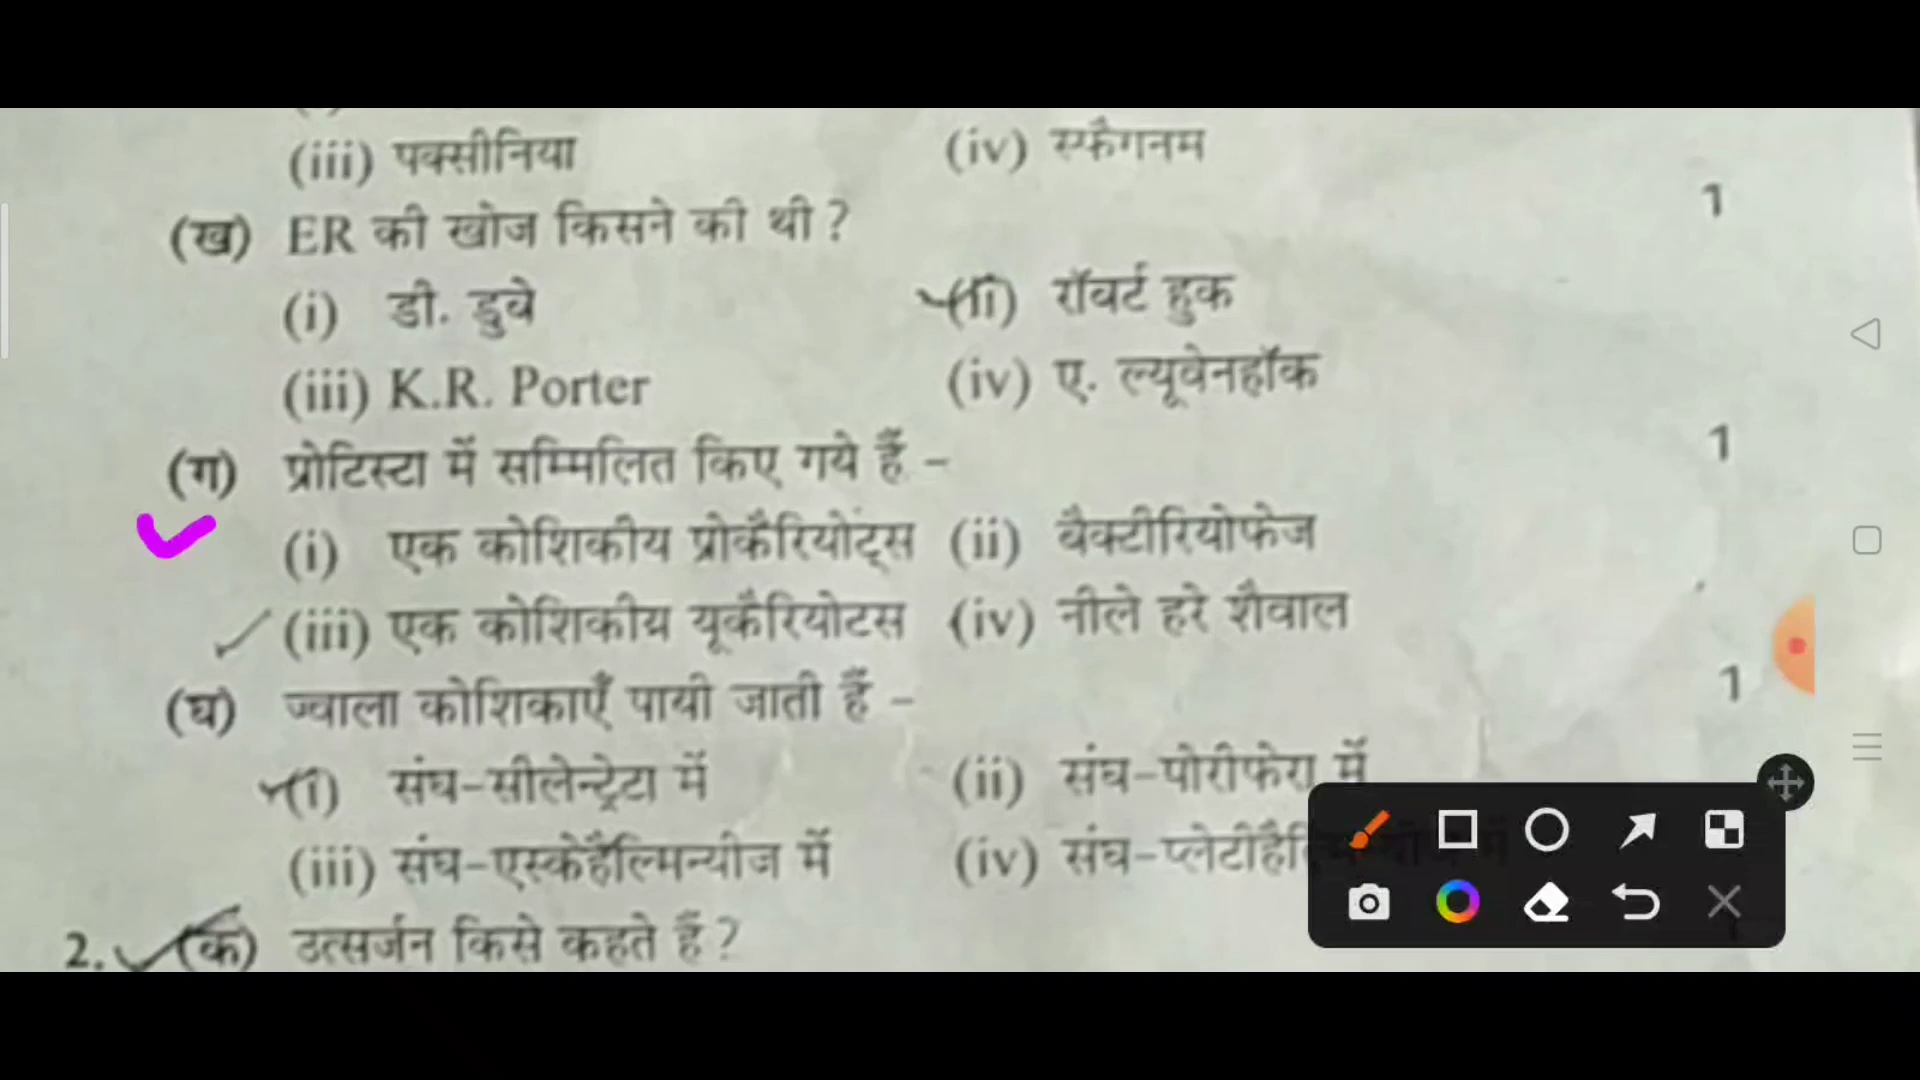 (iii) पक्सीनिया (iv) स्फैगनम
1
(ख) ER की खोज किसने की थी ?
(i) डी. डुबे (ii) रॉबर्ट हुक
(iii) K.R. Porter (iv) ए. ल्यूवेनहॉक
1
(ग) प्रोटिस्टा में सम्मिलित किए गये हैं -
(i) एक कोशिकीय प्रोकैरियोट्स (ii) बैक्टीरियोफेज
(iii) एक कोशिकीय यूकैरियोटस (iv) नीले हरे शैवाल
1
(घ) ज्वाला कोशिकाएँ पायी जाती हैं -
(i) संघ-सीलेन्ट्रेटा में (ii) संघ-पोरीफेरा में
(iii) संघ-एस्केहैल्मिन्थीज में (iv) संघ-प्लेटीहैल्मिन्थीज में
2. (क) उत्सर्जन किसे कहते हैं ?